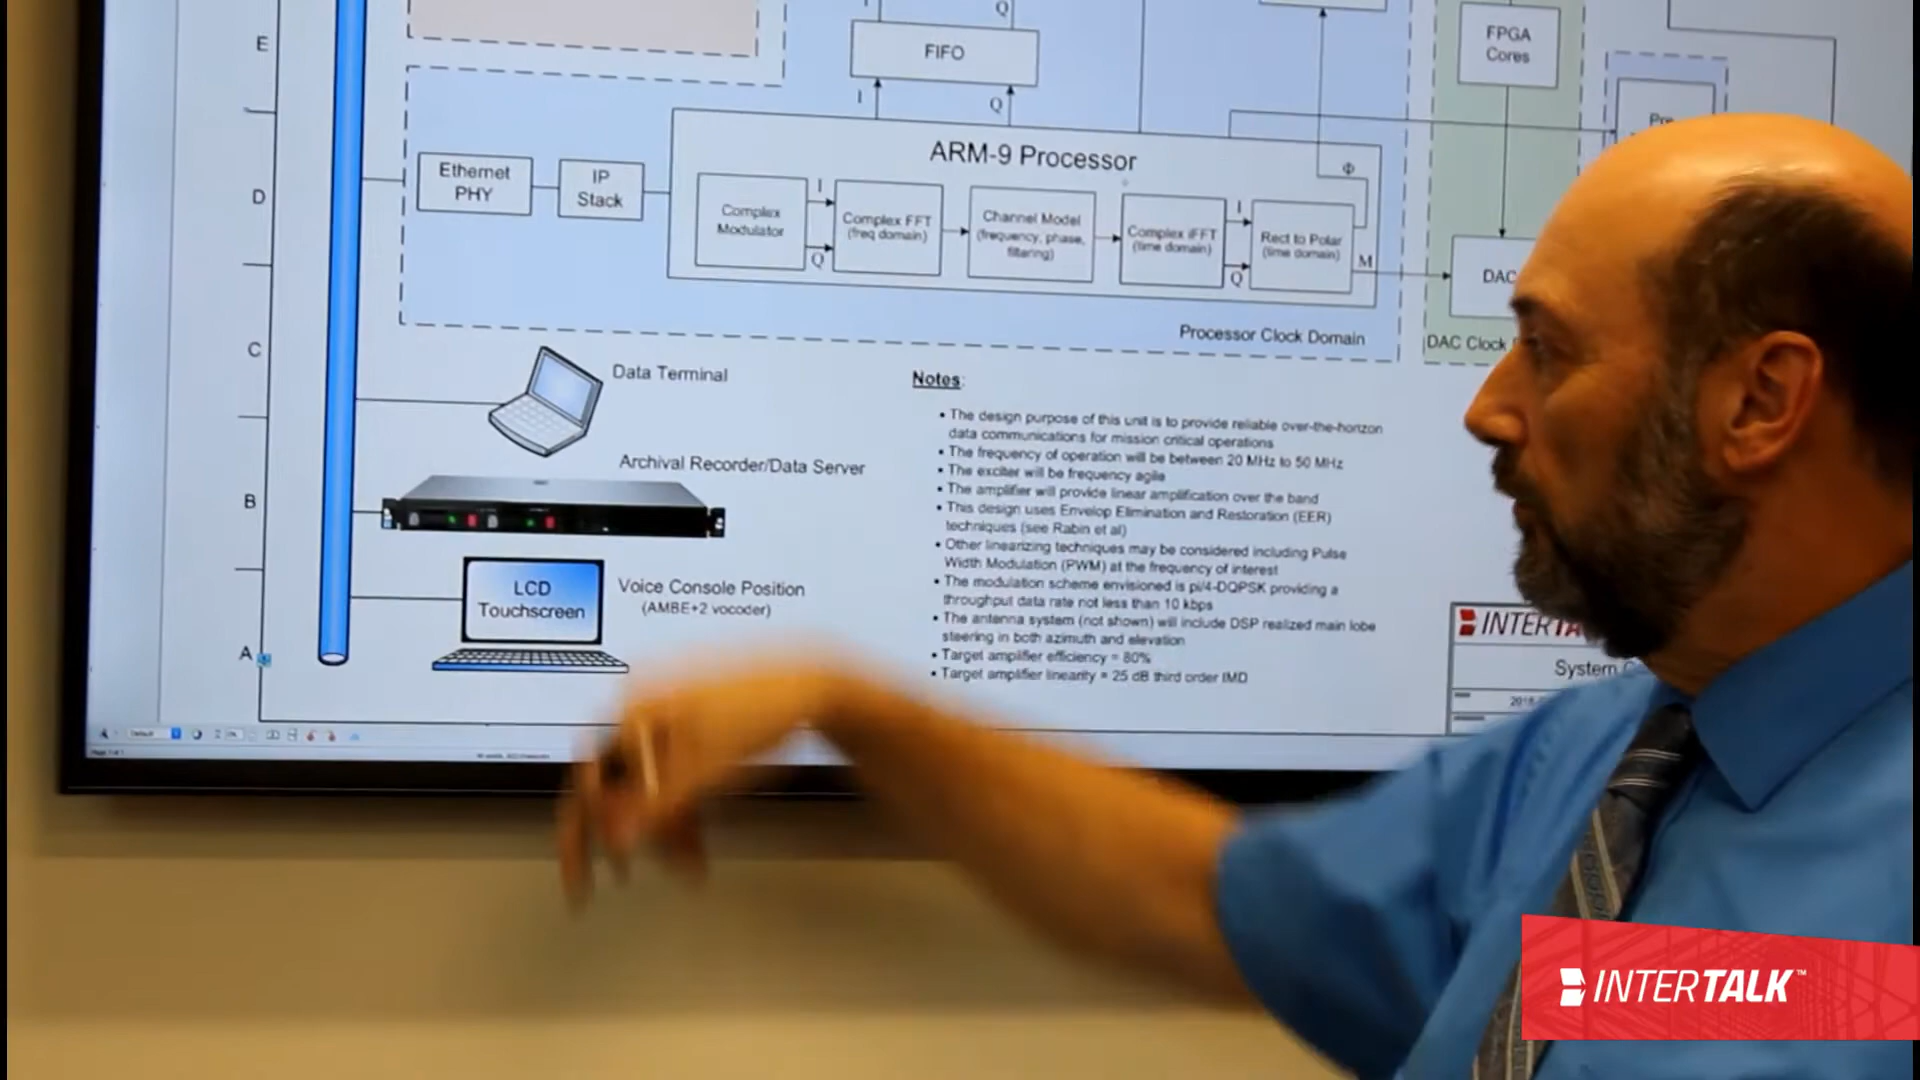 E
I
Q
FIFO
I
Q
FPGA
Cores
ARM-9 Processor
D
Ethernet
PHY
IP
Stack
Complex
Modulator
I
Q
Complex FFT
(freq domain)
Channel Model
(frequency, phase,
filtering)
Complex iFFT
(time domain)
I
Q
Rect to Polar
(time domain)
Φ
M
DAC
Processor Clock Domain
DAC Clock
C
Data Terminal
Archival Recorder/Data Server
B
LCD
Touchscreen
Voice Console Position
(AMBE+2 vocoder)
A
Notes:
• The design purpose of this unit is to provide reliable over-the-horizon
data communications for mission critical operations
• The frequency of operation will be between 20 MHz to 50 MHz
• The exciter will be frequency agile
• The amplifier will provide linear amplification over the band
• This design uses Envelop Elimination and Restoration (EER)
techniques (see Rabin et al)
• Other linearizing techniques may be considered including Pulse
Width Modulation (PWM) at the frequency of interest
• The modulation scheme envisioned is pi/4-DQPSK providing a
throughput data rate not less than 10 kbps
• The antenna system (not shown) will include DSP realized main lobe
steering in both azimuth and elevation
• Target amplifier efficiency = 80%
• Target amplifier linearity = 25 dB third order IMD
INTERTA
System
INTERTALK™